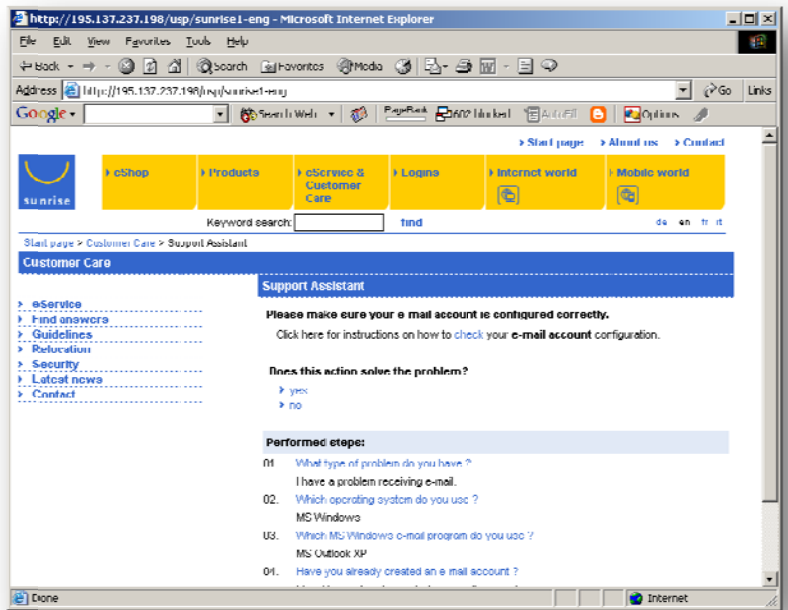 http://195.137.237.198/usp/sunrise1-eng - Microsoft Internet Explorer
File Edit View Favorites Tools Help
Back Search Favorites Media
Address http://195.137.237.198/usp/sunrise1-eng Go Links
Google Search Web PageRank 602 blocked AutoFill Options
Start page About us Contact
eShop Products eService & Customer Care Logins Internet world Mobile world
sunrise
Keyword search: find de en fr it
Start page > Customer Care > Support Assistant
Customer Care
Support Assistant
eService
Find answers
Guidelines
Relocation
Security
Latest news
Contact
Please make sure your e-mail account is configured correctly.
Click here for instructions on how to check your e-mail account configuration.
Does this action solve the problem?
yes
no
Performed steps:
01. What type of problem do you have ?
I have a problem receiving e-mail.
02. Which operating system do you use ?
MS Windows
03. Which MS Windows e-mail program do you use ?
MS Outlook XP
04. Have you already created an e-mail account ?
Done Internet